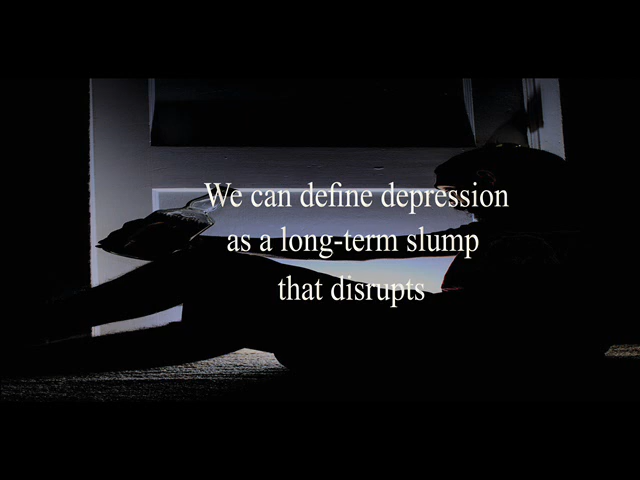 We can define depression
as a long-term slump
that disrupts